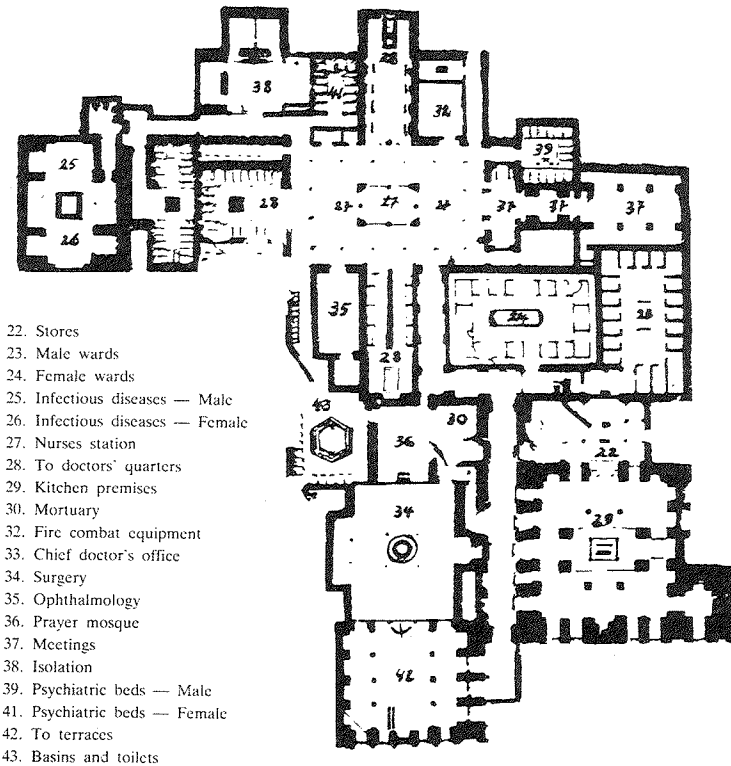 38
41
32
39
25
27
27
27
37
37
37
26
35
24
28
43
30
36
22
34
29
42
22. Stores
23. Male wards
24. Female wards
25. Infectious diseases — Male
26. Infectious diseases — Female
27. Nurses station
28. To doctors' quarters
29. Kitchen premises
30. Mortuary
32. Fire combat equipment
33. Chief doctor's office
34. Surgery
35. Ophthalmology
36. Prayer mosque
37. Meetings
38. Isolation
39. Psychiatric beds — Male
41. Psychiatric beds — Female
42. To terraces
43. Basins and toilets